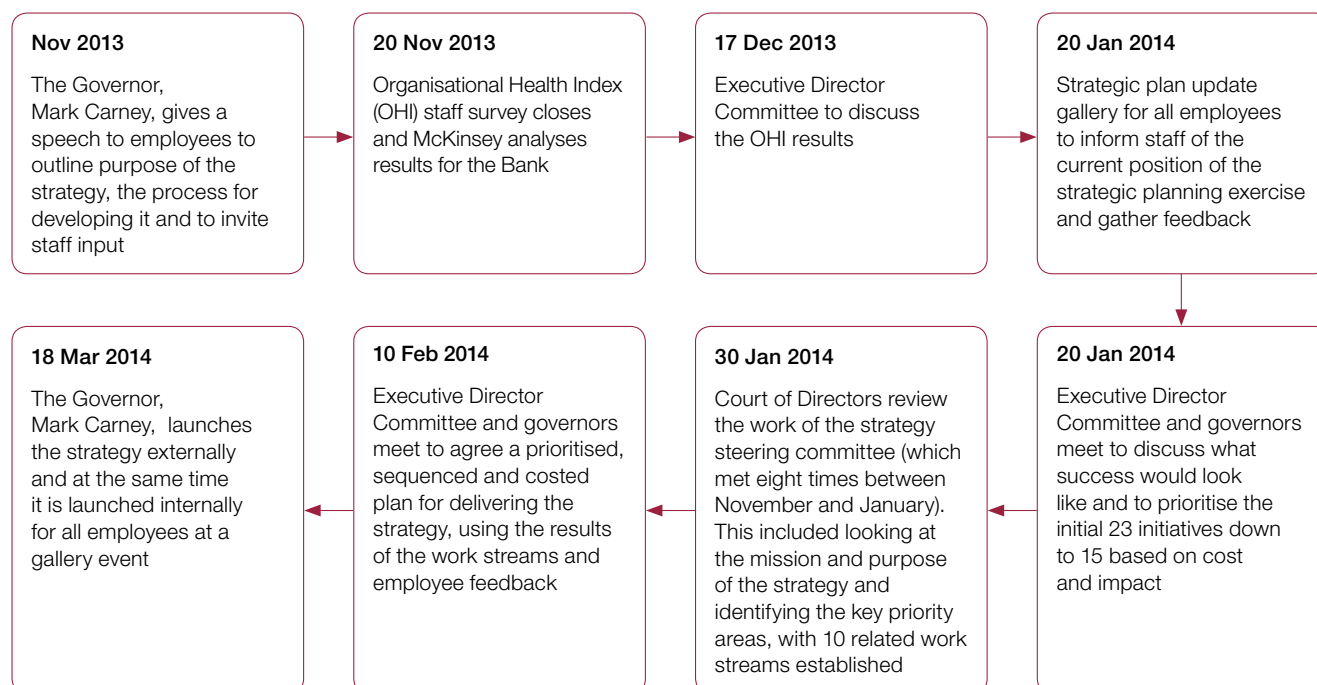 Nov 2013
The Governor,
Mark Carney, gives a
speech to employees to
outline purpose of the
strategy, the process for
developing it and to invite
staff input
20 Nov 2013
Organisational Health Index
(OHI) staff survey closes
and McKinsey analyses
results for the Bank
17 Dec 2013
Executive Director
Committee to discuss
the OHI results
20 Jan 2014
Strategic plan update
gallery for all employees
to inform staff of the
current position of the
strategic planning exercise
and gather feedback
20 Jan 2014
Executive Director
Committee and governors
meet to discuss what
success would look
like and to prioritise the
initial 23 initiatives down
to 15 based on cost
and impact
30 Jan 2014
Court of Directors review
the work of the strategy
steering committee (which
met eight times between
November and January).
This included looking at
the mission and purpose
of the strategy and
identifying the key priority
areas, with 10 related work
streams established
10 Feb 2014
Executive Director
Committee and governors
meet to agree a prioritised,
sequenced and costed
plan for delivering the
strategy, using the results
of the work streams and
employee feedback
18 Mar 2014
The Governor,
Mark Carney, launches
the strategy externally
and at the same time
it is launched internally
for all employees at a
gallery event